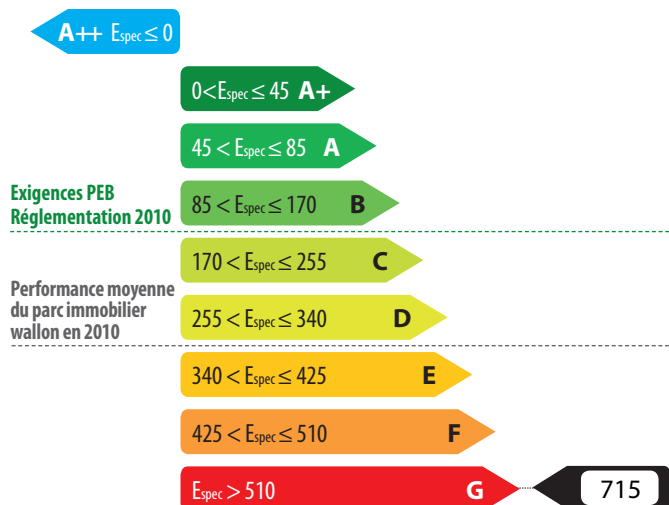 A++ Espec ≤ 0
0<Espec ≤ 45 A+
45 < Espec ≤ 85 A
Exigences PEB
Réglementation 2010
85 < Espec ≤ 170 B
170 < Espec ≤ 255 C
Performance moyenne
du parc immobilier
wallon en 2010
255 < Espec ≤ 340 D
340 < Espec ≤ 425 E
425 < Espec ≤ 510 F
Espec > 510 G 715